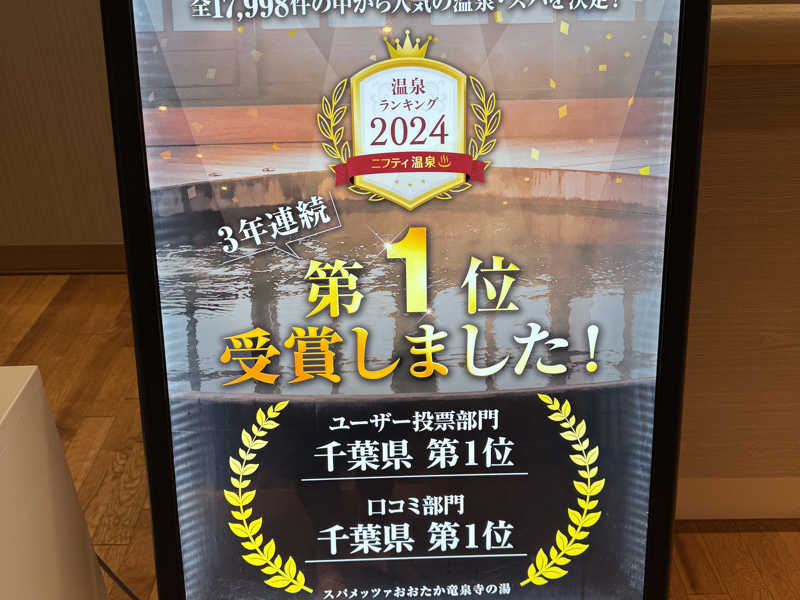 全17,998件の中から人気の温泉・スパを決定!
温泉
ランキング
2024
ニフティ温泉
3年連続
第1位
受賞しました!
ユーザー投票部門
千葉県 第1位
口コミ部門
千葉県 第1位
スパメッツァおおたか竜泉寺の湯